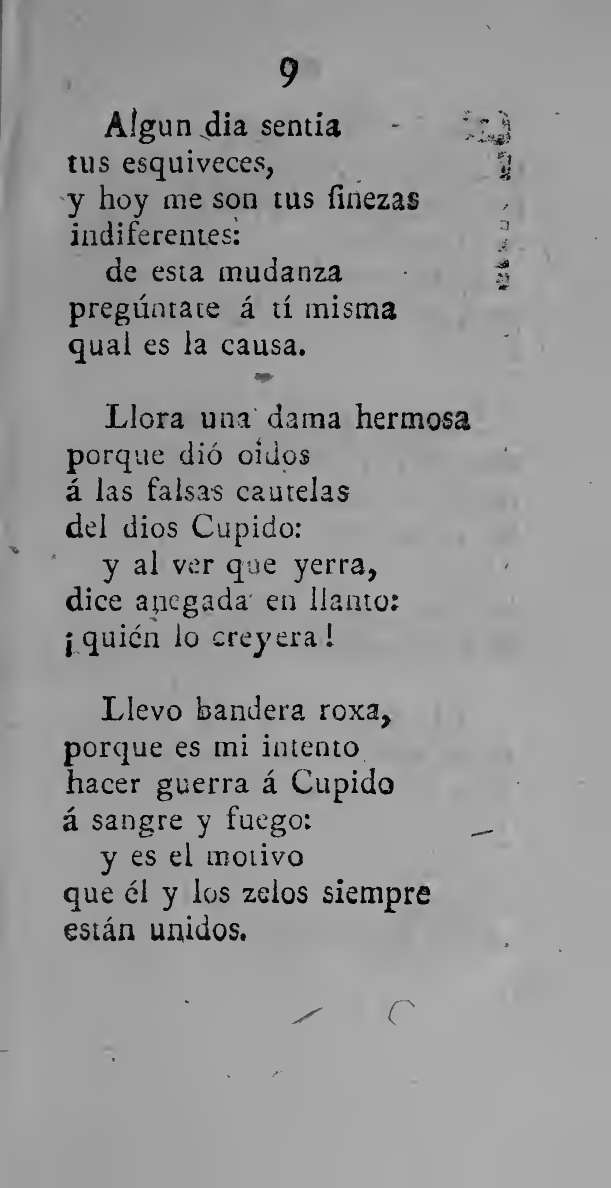 9
Algun dia sentia
tus esquiveces,
y hoy me son tus finezas
indiferentes:
de esta mudanza
pregúntate á tí misma
qual es la causa.
Llora una dama hermosa
porque dió oidos
á las falsas cautelas
del dios Cupido:
y al ver que yerra,
dice anegada en llanto:
¡quién lo creyera!
Llevo bandera roxa,
porque es mi intento
hacer guerra á Cupido
á sangre y fuego:
y es el motivo
que él y los zelos siempre
están unidos.